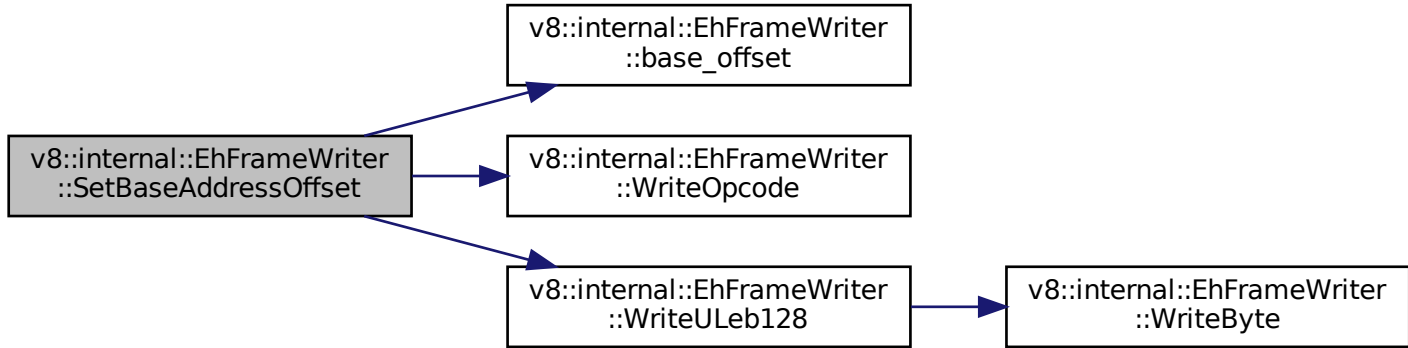 v8::internal::EhFrameWriter
::base_offset
v8::internal::EhFrameWriter
::SetBaseAddressOffset
v8::internal::EhFrameWriter
::WriteOpcode
v8::internal::EhFrameWriter
::WriteULeb128
v8::internal::EhFrameWriter
::WriteByte